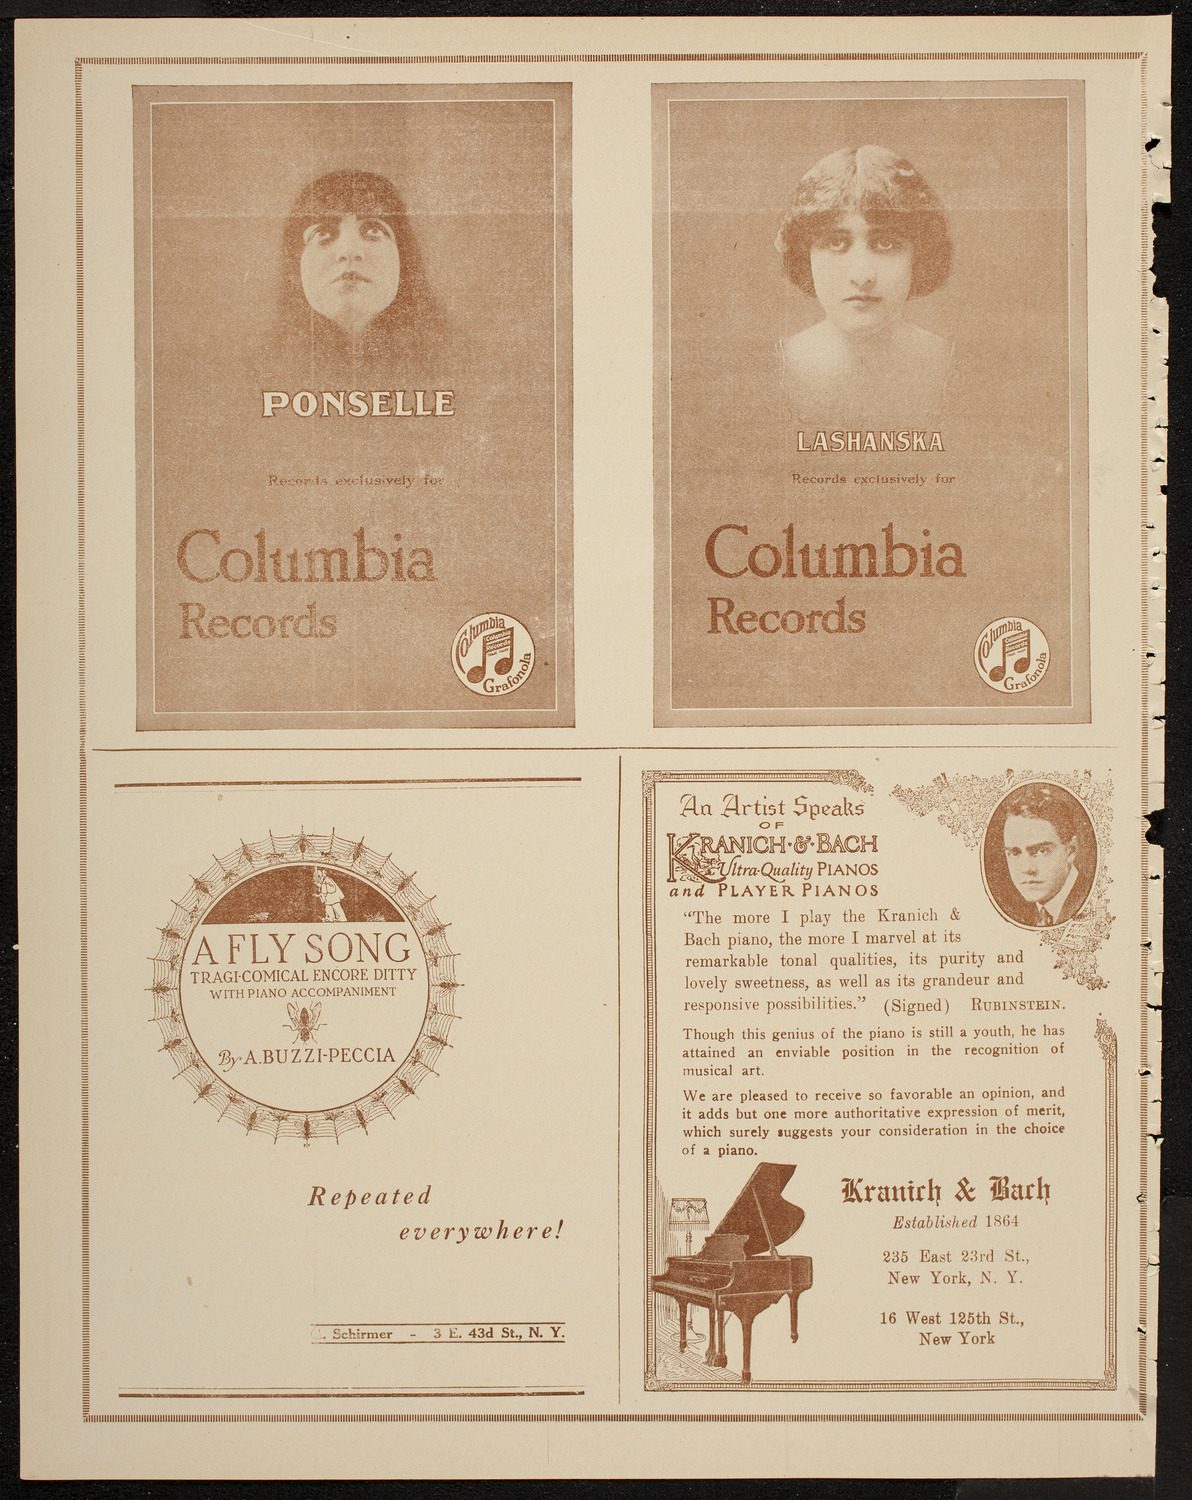 PONSELLE
Records exclusively for
Columbia
Records
Columbia
Columbia
Records
Grafonola
LASHANSKA
Records exclusively for
Columbia
Records
Columbia
Columbia
Records
Grafonola
A FLY SONG
TRAGI-COMICAL ENCORE DITTY
WITH PIANO ACCOMPANIMENT
By A. BUZZI-PECCIA
Repeated
everywhere!
G. Schirmer - 3 E. 43d St., N. Y.
An Artist Speaks
OF
KRANICH·&·BACH
Ultra-Quality PIANOS
and PLAYER PIANOS
“The more I play the Kranich &
Bach piano, the more I marvel at its
remarkable tonal qualities, its purity and
lovely sweetness, as well as its grandeur and
responsive possibilities.” (Signed) RUBINSTEIN.
Though this genius of the piano is still a youth, he has
attained an enviable position in the recognition of
musical art.
We are pleased to receive so favorable an opinion, and
it adds but one more authoritative expression of merit,
which surely suggests your consideration in the choice
of a piano.
Kranich & Bach
Established 1864
235 East 23rd St.,
New York, N. Y.
16 West 125th St.,
New York